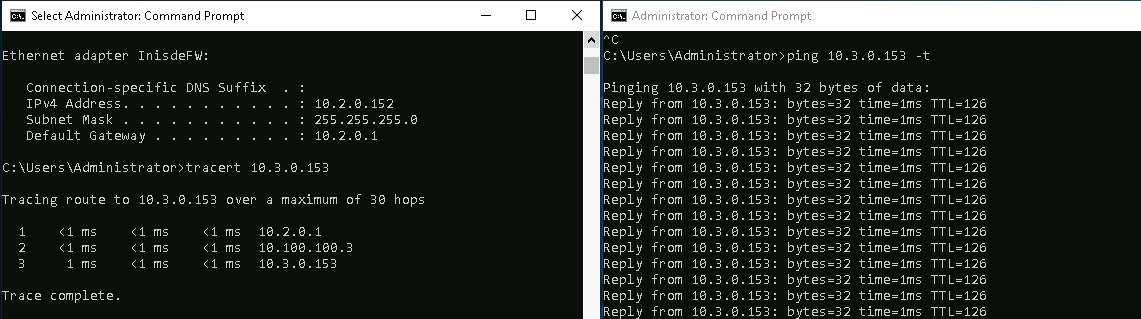 Select Administrator: Command Prompt
Ethernet adapter InisdeFW:
Connection-specific DNS Suffix  . :
IPv4 Address. . . . . . . . . . . : 10.2.0.152
Subnet Mask . . . . . . . . . . . : 255.255.255.0
Default Gateway . . . . . . . . . : 10.2.0.1
C:\Users\Administrator>tracert 10.3.0.153
Tracing route to 10.3.0.153 over a maximum of 30 hops
1    <1 ms    <1 ms    <1 ms  10.2.0.1
2    <1 ms    <1 ms    <1 ms  10.100.100.3
3     1 ms    <1 ms    <1 ms  10.3.0.153
Trace complete.
Administrator: Command Prompt
^C
C:\Users\Administrator>ping 10.3.0.153 -t
Pinging 10.3.0.153 with 32 bytes of data:
Reply from 10.3.0.153: bytes=32 time=1ms TTL=126
Reply from 10.3.0.153: bytes=32 time=1ms TTL=126
Reply from 10.3.0.153: bytes=32 time=1ms TTL=126
Reply from 10.3.0.153: bytes=32 time=1ms TTL=126
Reply from 10.3.0.153: bytes=32 time=1ms TTL=126
Reply from 10.3.0.153: bytes=32 time=1ms TTL=126
Reply from 10.3.0.153: bytes=32 time=1ms TTL=126
Reply from 10.3.0.153: bytes=32 time=1ms TTL=126
Reply from 10.3.0.153: bytes=32 time=1ms TTL=126
Reply from 10.3.0.153: bytes=32 time=1ms TTL=126
Reply from 10.3.0.153: bytes=32 time=1ms TTL=126
Reply from 10.3.0.153: bytes=32 time=1ms TTL=126
Reply from 10.3.0.153: bytes=32 time=1ms TTL=126
Reply from 10.3.0.153: bytes=32 time=1ms TTL=126